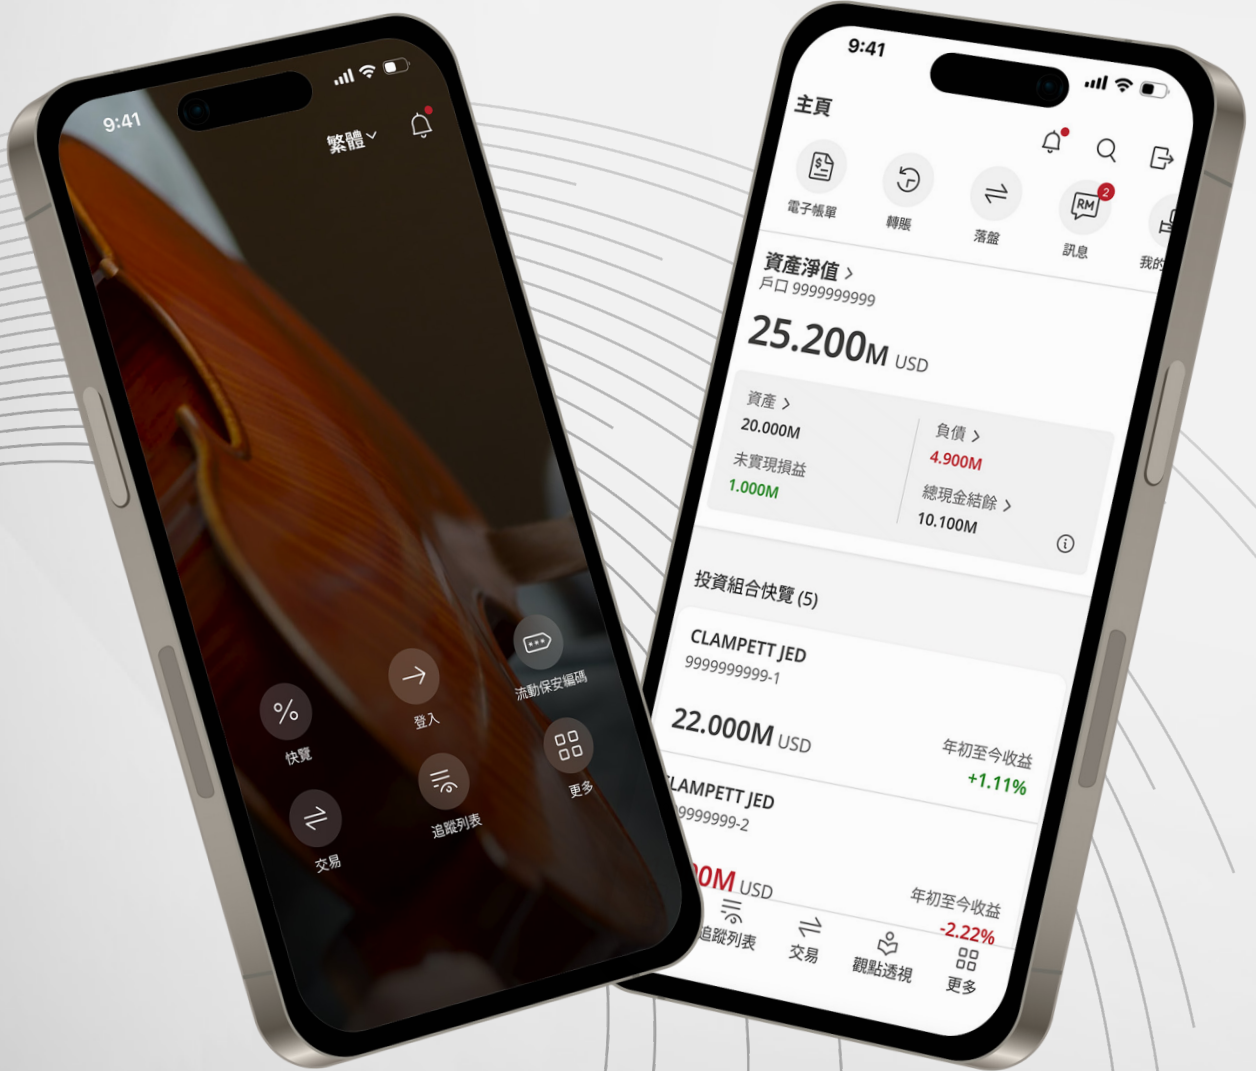 9:41
繁體
快覽
登入
流動保安編碼
交易
追蹤列表
更多
9:41
主頁
電子帳單
轉賬
落盤
RM
2
訊息
我的
資產淨值
戶口 9999999999
25.200M USD
資產
20.000M
負債
4.900M
未實現損益
1.000M
總現金結餘
10.100M
投資組合快覽 (5)
CLAMPETT JED
9999999999-1
22.000M USD
年初至今收益
+1.11%
CLAMPETT JED
99999999-2
00M USD
年初至今收益
-2.22%
追蹤列表
交易
觀點透視
更多